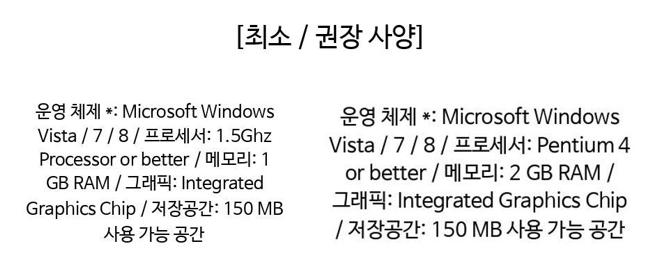 [최소 / 권장 사양]
운영 체제 *: Microsoft Windows
Vista / 7 / 8 / 프로세서: 1.5Ghz
Processor or better / 메모리: 1
GB RAM / 그래픽: Integrated
Graphics Chip / 저장공간: 150 MB
사용 가능 공간
운영 체제 *: Microsoft Windows
Vista / 7 / 8 / 프로세서: Pentium 4
or better / 메모리: 2 GB RAM /
그래픽: Integrated Graphics Chip
/ 저장공간: 150 MB 사용 가능 공간